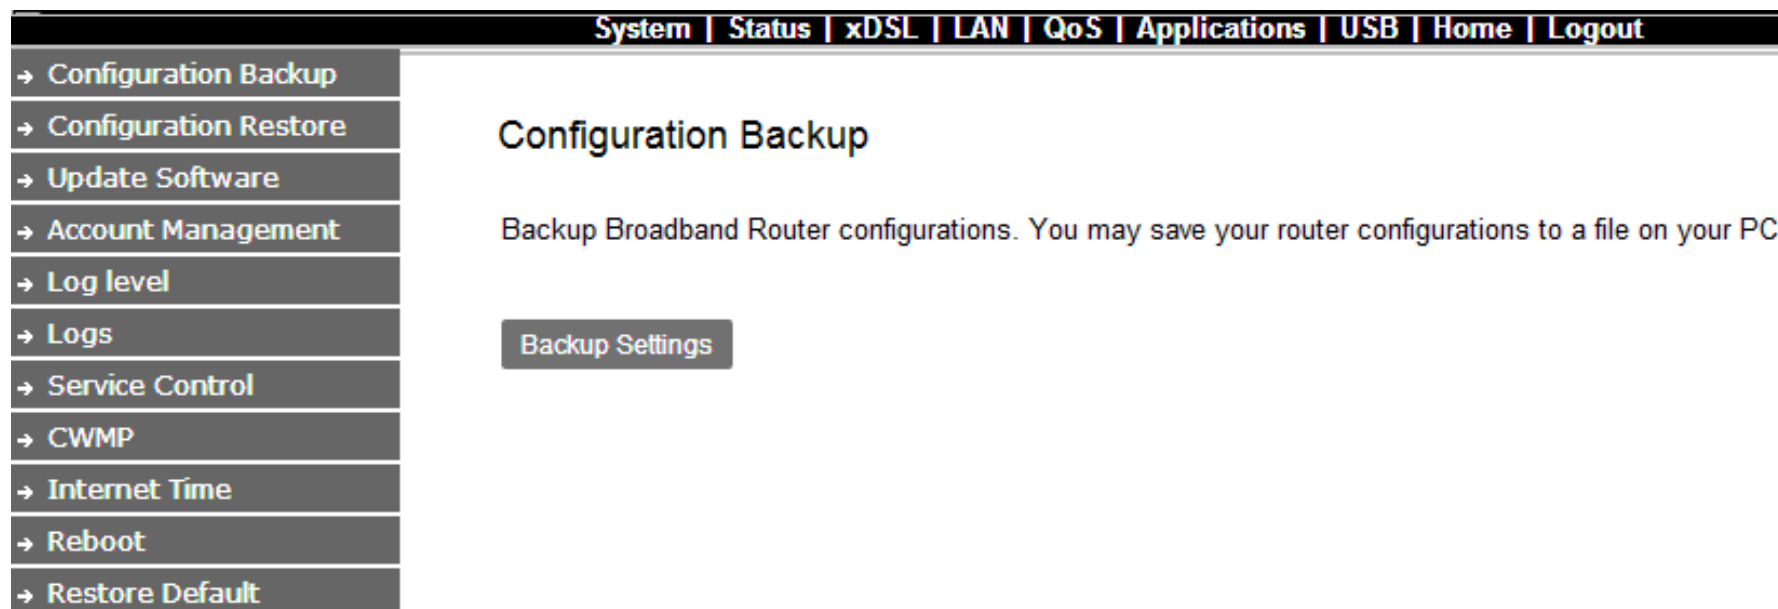 System | Status | xDSL | LAN | QoS | Applications | USB | Home | Logout
Configuration Backup
Configuration Restore
Update Software
Account Management
Log level
Logs
Service Control
CWMP
Internet Time
Reboot
Restore Default
Configuration Backup
Backup Broadband Router configurations. You may save your router configurations to a file on your PC
Backup Settings